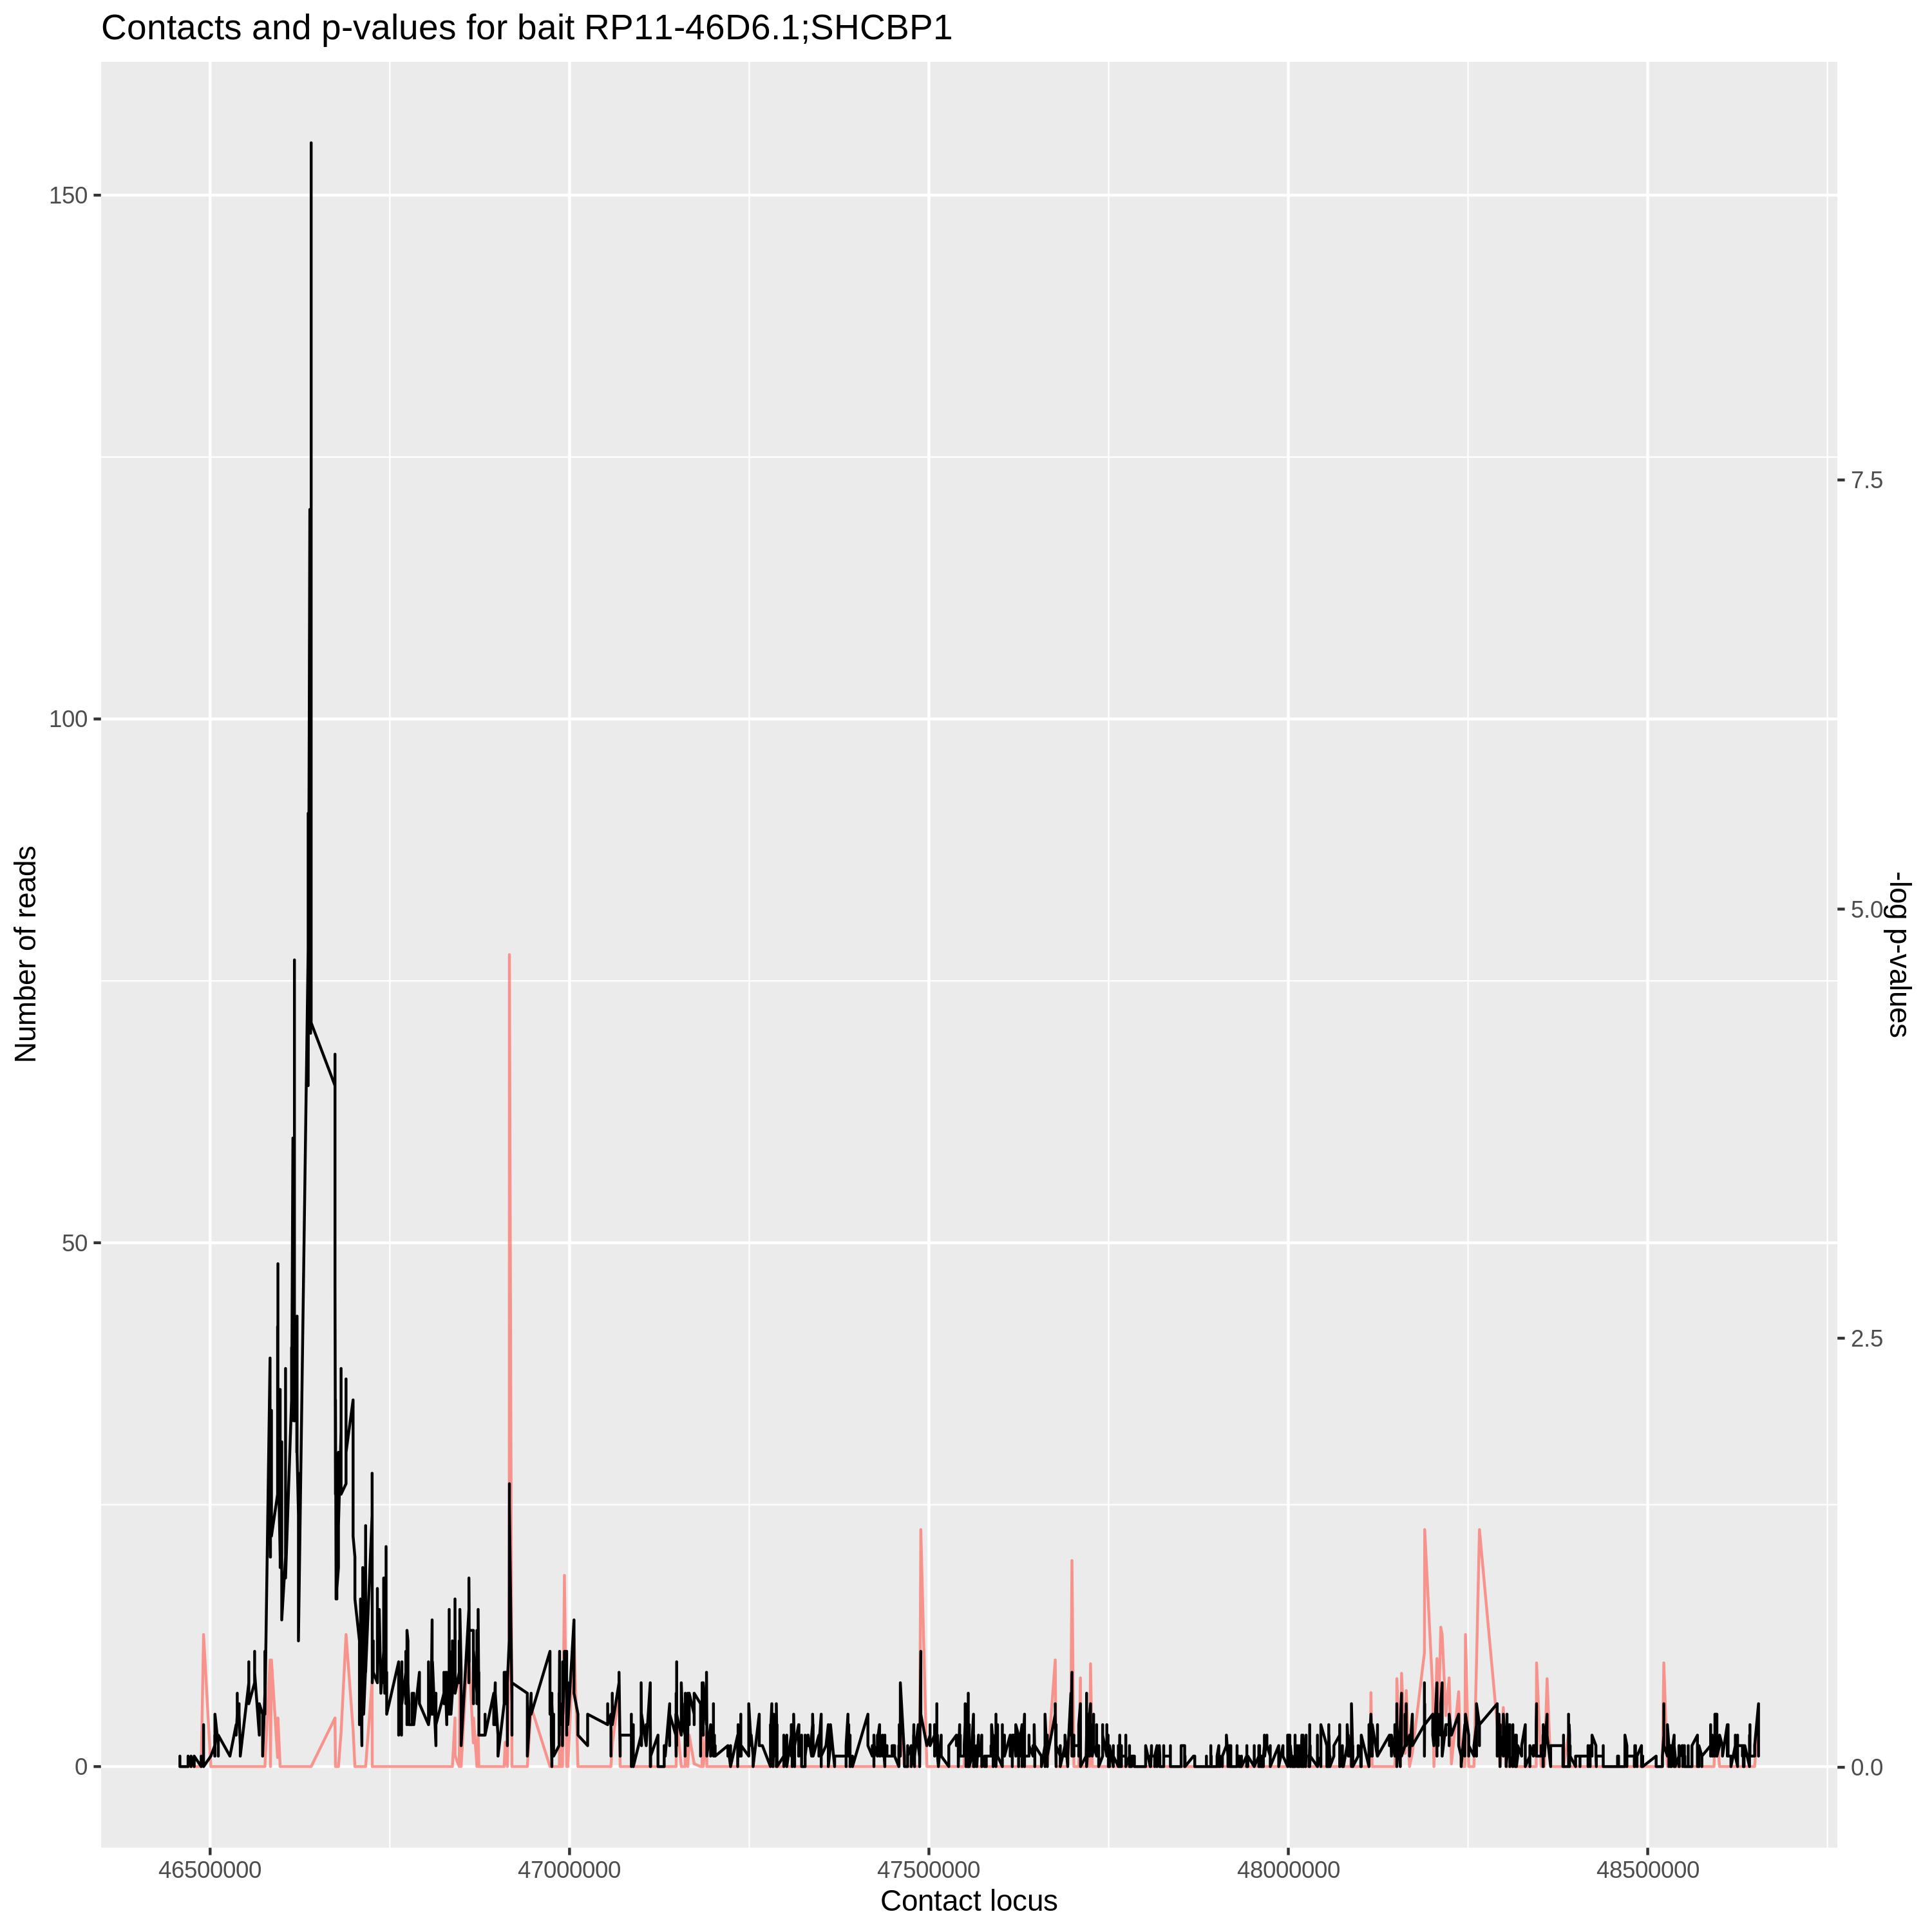 Contacts and p-values for bait RP11-46D6.1;SHCBP1
150
100
50
0
Number of reads
7.5
5.0
2.5
0.0
-log p-values
46500000 47000000 47500000 48000000 48500000
Contact locus